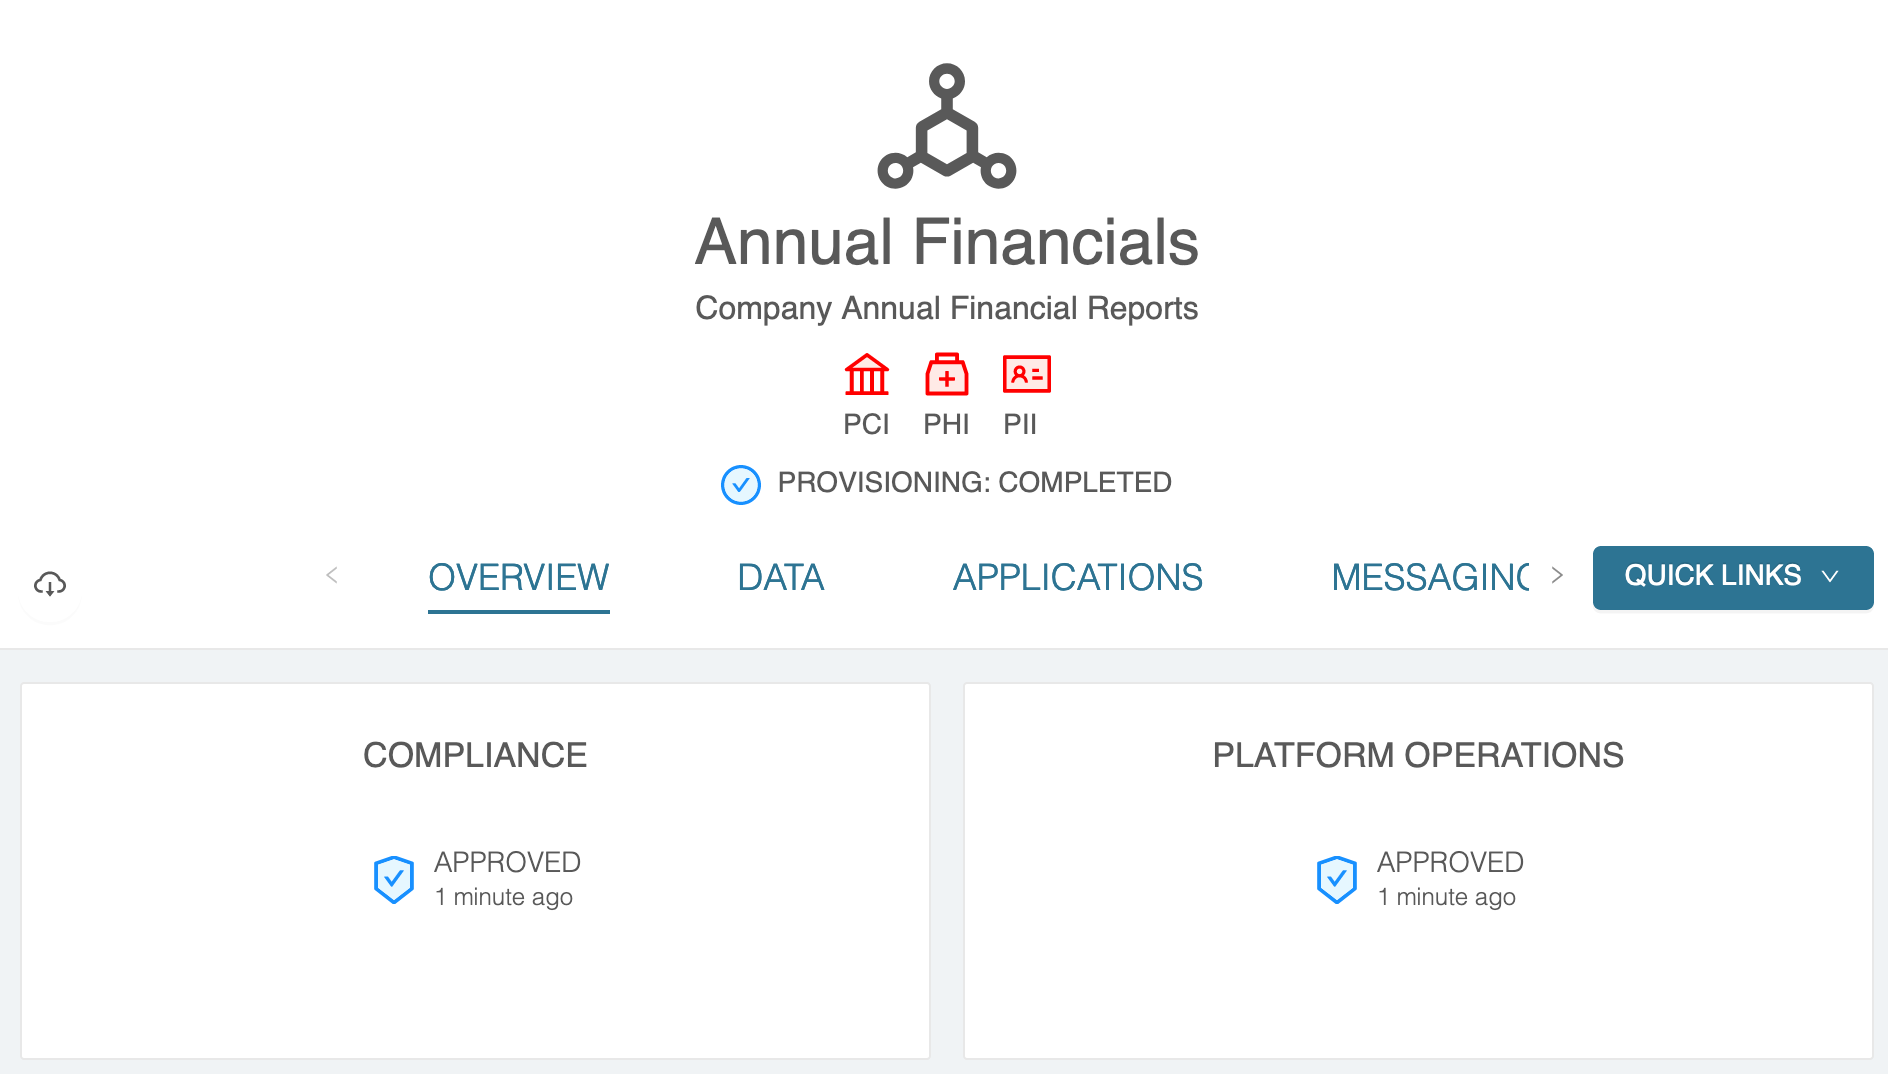 Annual Financials
Company Annual Financial Reports
PCI PHI PII
PROVISIONING: COMPLETED
OVERVIEW DATA APPLICATIONS MESSAGING QUICK LINKS
COMPLIANCE
APPROVED
1 minute ago
PLATFORM OPERATIONS
APPROVED
1 minute ago